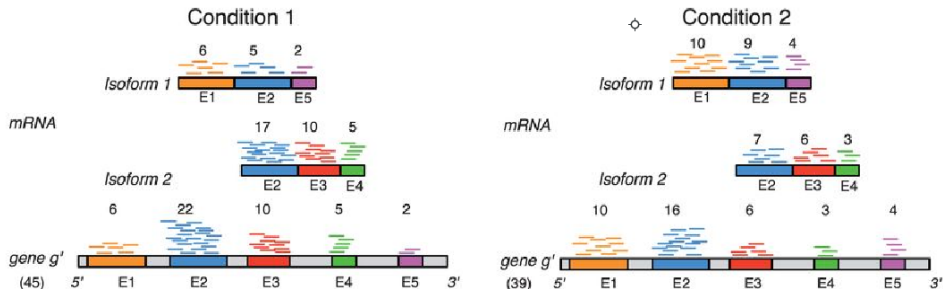 Condition 1
6 5 2
Isoform 1
E1 E2 E5
mRNA
17 10 5
Isoform 2
E2 E3 E4
6 22 10 5 2
gene g'
(45) 5' E1 E2 E3 E4 E5 3'
Condition 2
10 9 4
Isoform 1
E1 E2 E5
mRNA
7 6 3
Isoform 2
E2 E3 E4
10 16 6 3 4
gene g'
(39) 5' E1 E2 E3 E4 E5 3'